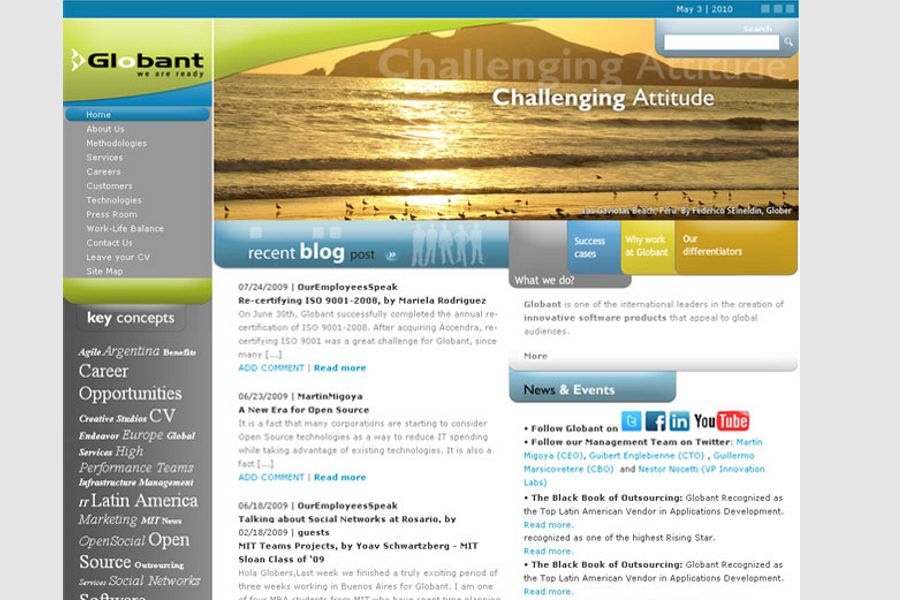 May 3 | 2010
Globant
we are ready
Search
Challenging Attitude
Challenging Attitude
Las Gaviotas Beach, Peru. By Federico Seineldin, Glober
Home
About Us
Methodologies
Services
Careers
Customers
Technologies
Press Room
Work-Life Balance
Contact Us
Leave your CV
Site Map
key concepts
Agile Argentina Benefits
Career
Opportunities
Creative Studios CV
Endeavor Europe Global
Services High
Performance Teams
Infrastructure Management
IT Latin America
Marketing MIT News
OpenSocial Open
Source Outsourcing
Services Social Networks
Software
recent blog post
07/24/2009 | OurEmployeesSpeak
Re-certifying ISO 9001-2008, by Mariela Rodriguez
On June 30th, Globant successfully completed the annual re-
certification of ISO 9001-2008. After acquiring Accendra, re-
certifying ISO 9001 was a great challenge for Globant, since
many [...]
ADD COMMENT | Read more
06/23/2009 | MartinMigoya
A New Era for Open Source
It is a fact that many corporations are starting to consider
Open Source technologies as a way to reduce IT spending
while taking advantage of existing technologies. It is also a
fact [...]
ADD COMMENT | Read more
06/18/2009 | OurEmployeesSpeak
Talking about Social Networks at Rosario, by
02/18/2009 | guests
MIT Teams Projects, by Yoav Schwartzberg - MIT
Sloan Class of '09
Hola Globers,Last week we finished a truly exciting period of
three weeks working in Buenos Aires for Globant. I am one
of four MBA students from MIT who have spent time planning
What we do?
Success
cases
Why work
at Globant
Our
differentiators
Globant is one of the international leaders in the creation of
innovative software products that appeal to global
audiences.
More
News & Events
• Follow Globant on YouTube
• Follow our Management Team on Twitter: Martín
Migoya (CEO), Guibert Englebienne (CTO) , Guillermo
Marsicovetere (CBO) and Nestor Nocetti (VP Innovation
Labs)
• The Black Book of Outsourcing: Globant Recognized as
the Top Latin American Vendor in Applications Development.
Read more.
recognized as one of the highest Rising Star.
Read more.
• The Black Book of Outsourcing: Globant Recognized as
the Top Latin American Vendor in Applications Development.
Read more.